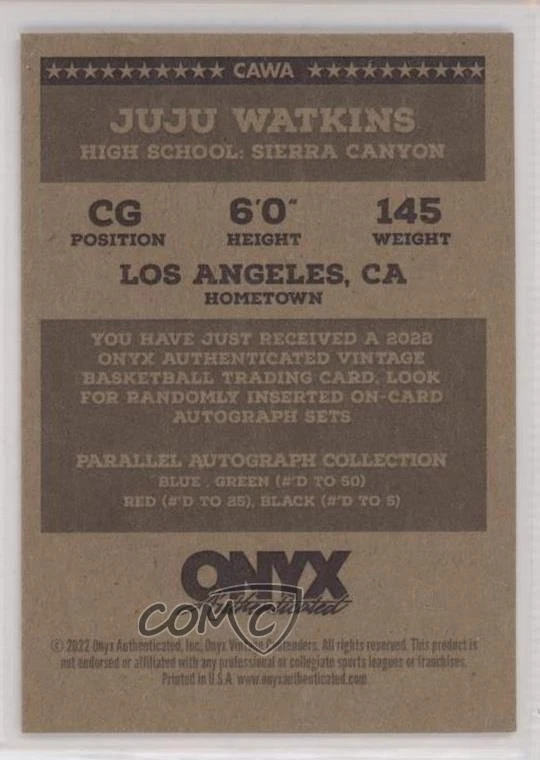 ★★★★★★★★★★ CAWA ★★★★★★★★★★
JUJU WATKINS
HIGH SCHOOL: SIERRA CANYON
CG 6'0" 145
POSITION HEIGHT WEIGHT
LOS ANGELES, CA
HOMETOWN
YOU HAVE JUST RECEIVED A 2022
ONYX AUTHENTICATED VINTAGE
BASKETBALL TRADING CARD. LOOK
FOR RANDOMLY INSERTED ON-CARD
AUTOGRAPH SETS
PARALLEL AUTOGRAPH COLLECTION
BLUE , GREEN (#'D TO 50)
RED (#'D TO 25), BLACK (#'D TO 5)
ONYX
Authenticated
COMC
© 2022 Onyx Authenticated, Inc, Onyx Vintage Contenders. All rights reserved. This product is
not endorsed or affiliated with any professional or collegiate sports leagues or franchises.
Printed in U.S.A. www.onyxauthenticated.com